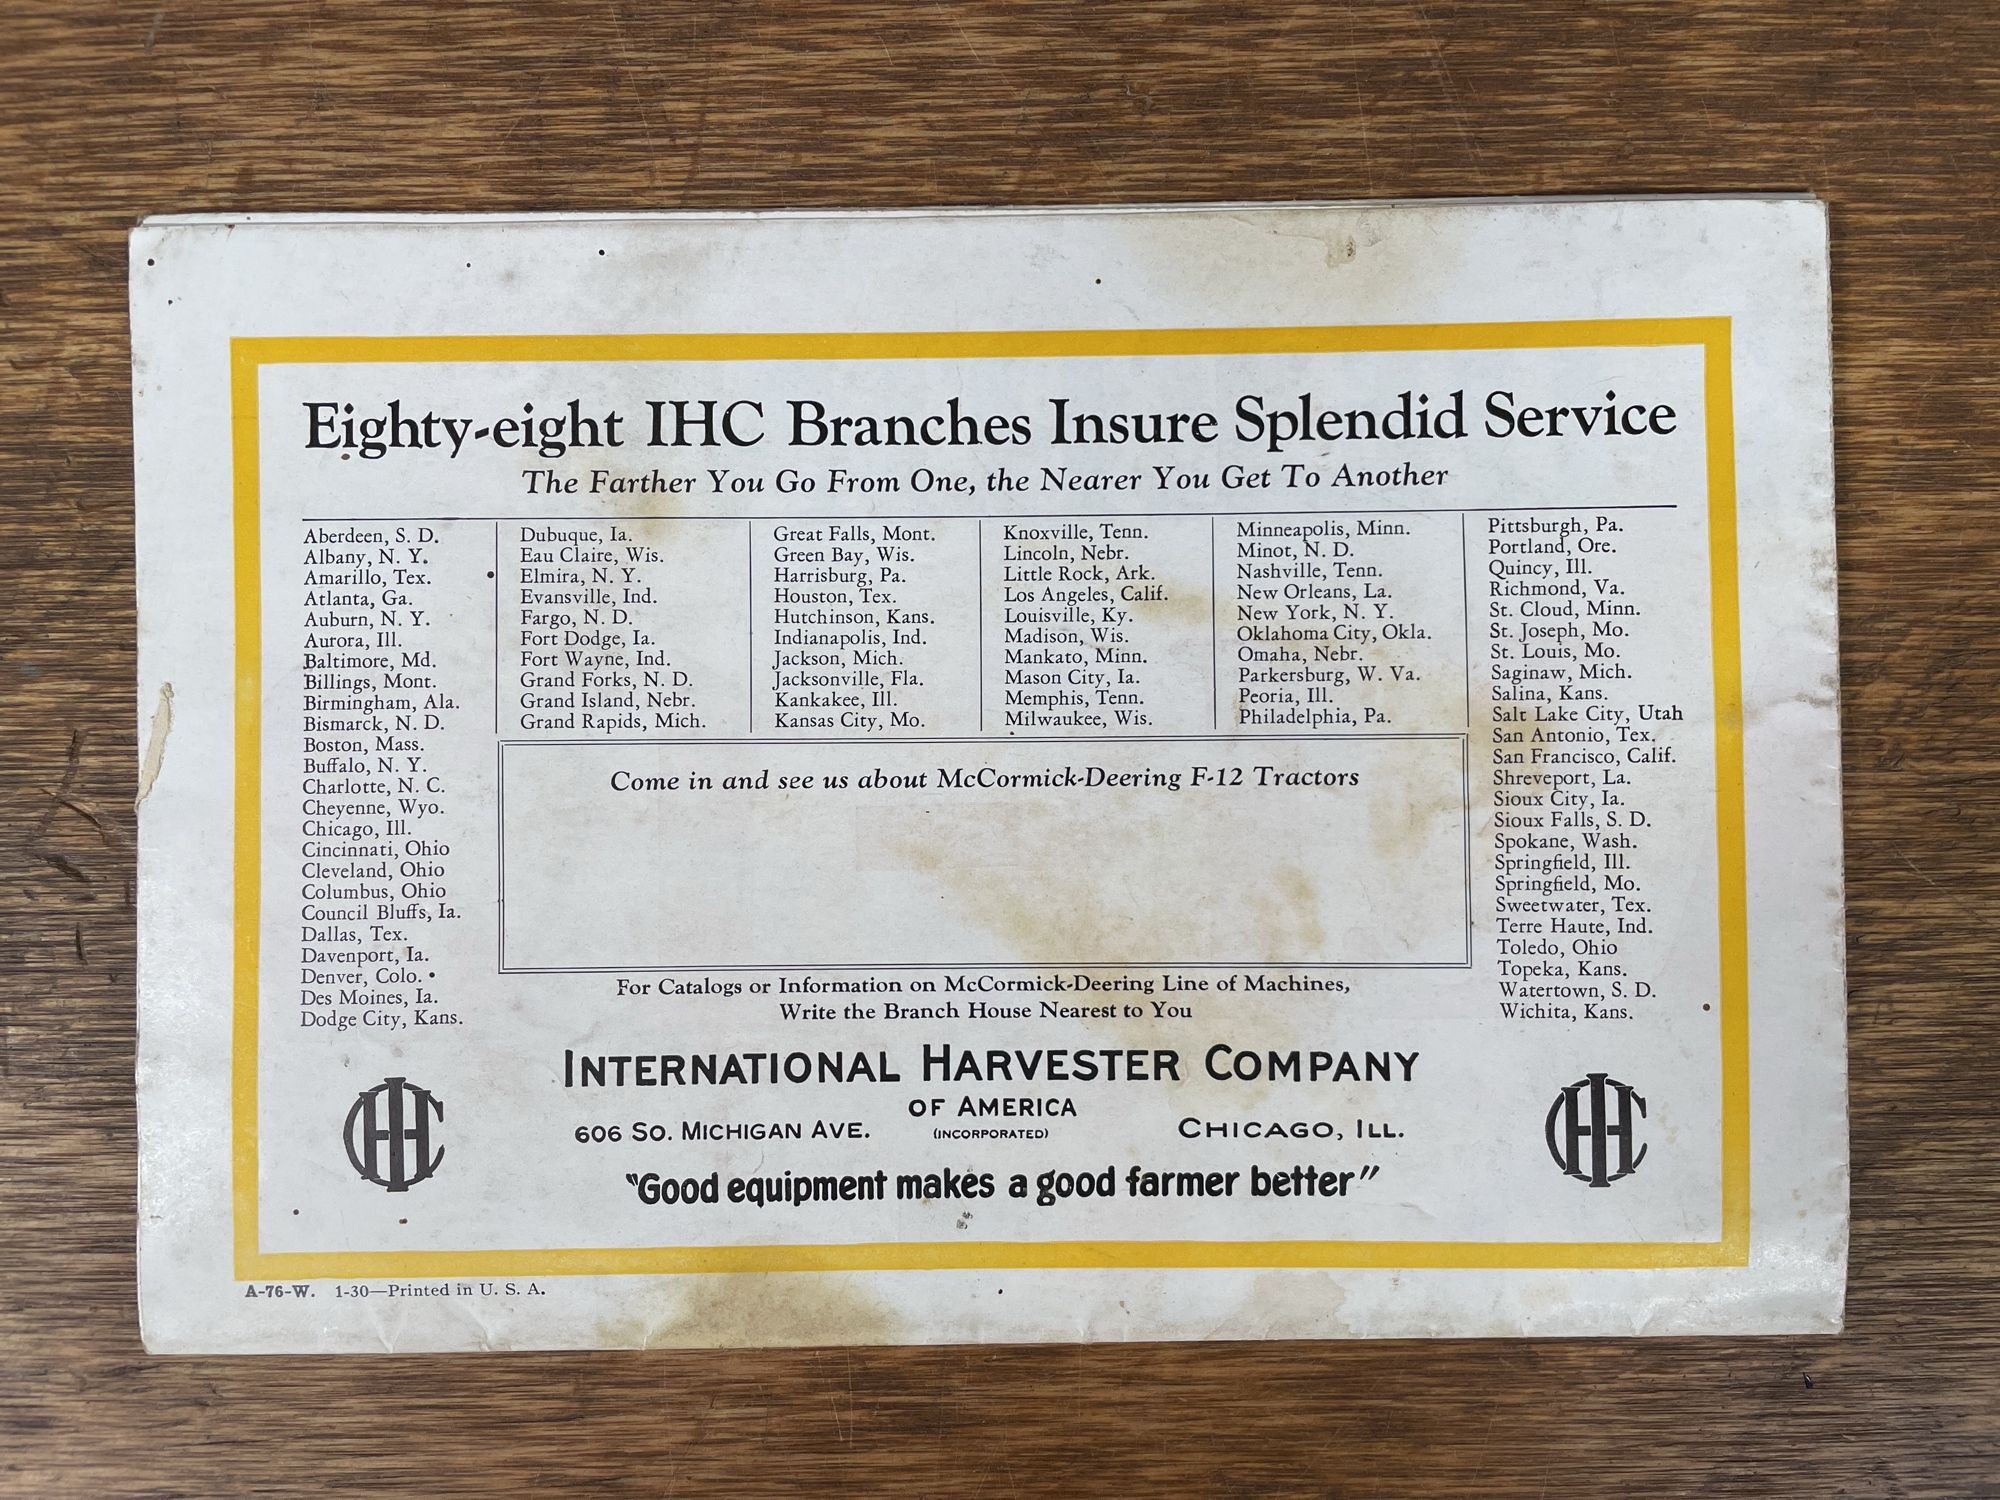 Eighty-eight IHC Branches Insure Splendid Service
The Farther You Go From One, the Nearer You Get To Another
Aberdeen, S. D.
Albany, N. Y.
Amarillo, Tex.
Atlanta, Ga.
Auburn, N. Y.
Aurora, Ill.
Baltimore, Md.
Billings, Mont.
Birmingham, Ala.
Bismarck, N. D.
Boston, Mass.
Buffalo, N. Y.
Charlotte, N. C.
Cheyenne, Wyo.
Chicago, Ill.
Cincinnati, Ohio
Cleveland, Ohio
Columbus, Ohio
Council Bluffs, Ia.
Dallas, Tex.
Davenport, Ia.
Denver, Colo.
Des Moines, Ia.
Dodge City, Kans.
Dubuque, Ia.
Eau Claire, Wis.
Elmira, N. Y.
Evansville, Ind.
Fargo, N. D.
Fort Dodge, Ia.
Fort Wayne, Ind.
Grand Forks, N. D.
Grand Island, Nebr.
Grand Rapids, Mich.
Great Falls, Mont.
Green Bay, Wis.
Harrisburg, Pa.
Houston, Tex.
Hutchinson, Kans.
Indianapolis, Ind.
Jackson, Mich.
Jacksonville, Fla.
Kankakee, Ill.
Kansas City, Mo.
Knoxville, Tenn.
Lincoln, Nebr.
Little Rock, Ark.
Los Angeles, Calif.
Louisville, Ky.
Madison, Wis.
Mankato, Minn.
Mason City, Ia.
Memphis, Tenn.
Milwaukee, Wis.
Minneapolis, Minn.
Minot, N. D.
Nashville, Tenn.
New Orleans, La.
New York, N. Y.
Oklahoma City, Okla.
Omaha, Nebr.
Parkersburg, W. Va.
Peoria, Ill.
Philadelphia, Pa.
Pittsburgh, Pa.
Portland, Ore.
Quincy, Ill.
Richmond, Va.
St. Cloud, Minn.
St. Joseph, Mo.
St. Louis, Mo.
Saginaw, Mich.
Salina, Kans.
Salt Lake City, Utah
San Antonio, Tex.
San Francisco, Calif.
Shreveport, La.
Sioux City, Ia.
Sioux Falls, S. D.
Spokane, Wash.
Springfield, Ill.
Springfield, Mo.
Sweetwater, Tex.
Terre Haute, Ind.
Toledo, Ohio
Topeka, Kans.
Watertown, S. D.
Wichita, Kans.
Come in and see us about McCormick-Deering F-12 Tractors
For Catalogs or Information on McCormick-Deering Line of Machines,
Write the Branch House Nearest to You
INTERNATIONAL HARVESTER COMPANY
OF AMERICA
606 SO. MICHIGAN AVE. (INCORPORATED) CHICAGO, ILL.
"Good equipment makes a good farmer better"
IHC
IHC
A-76-W. 1-30—Printed in U. S. A.